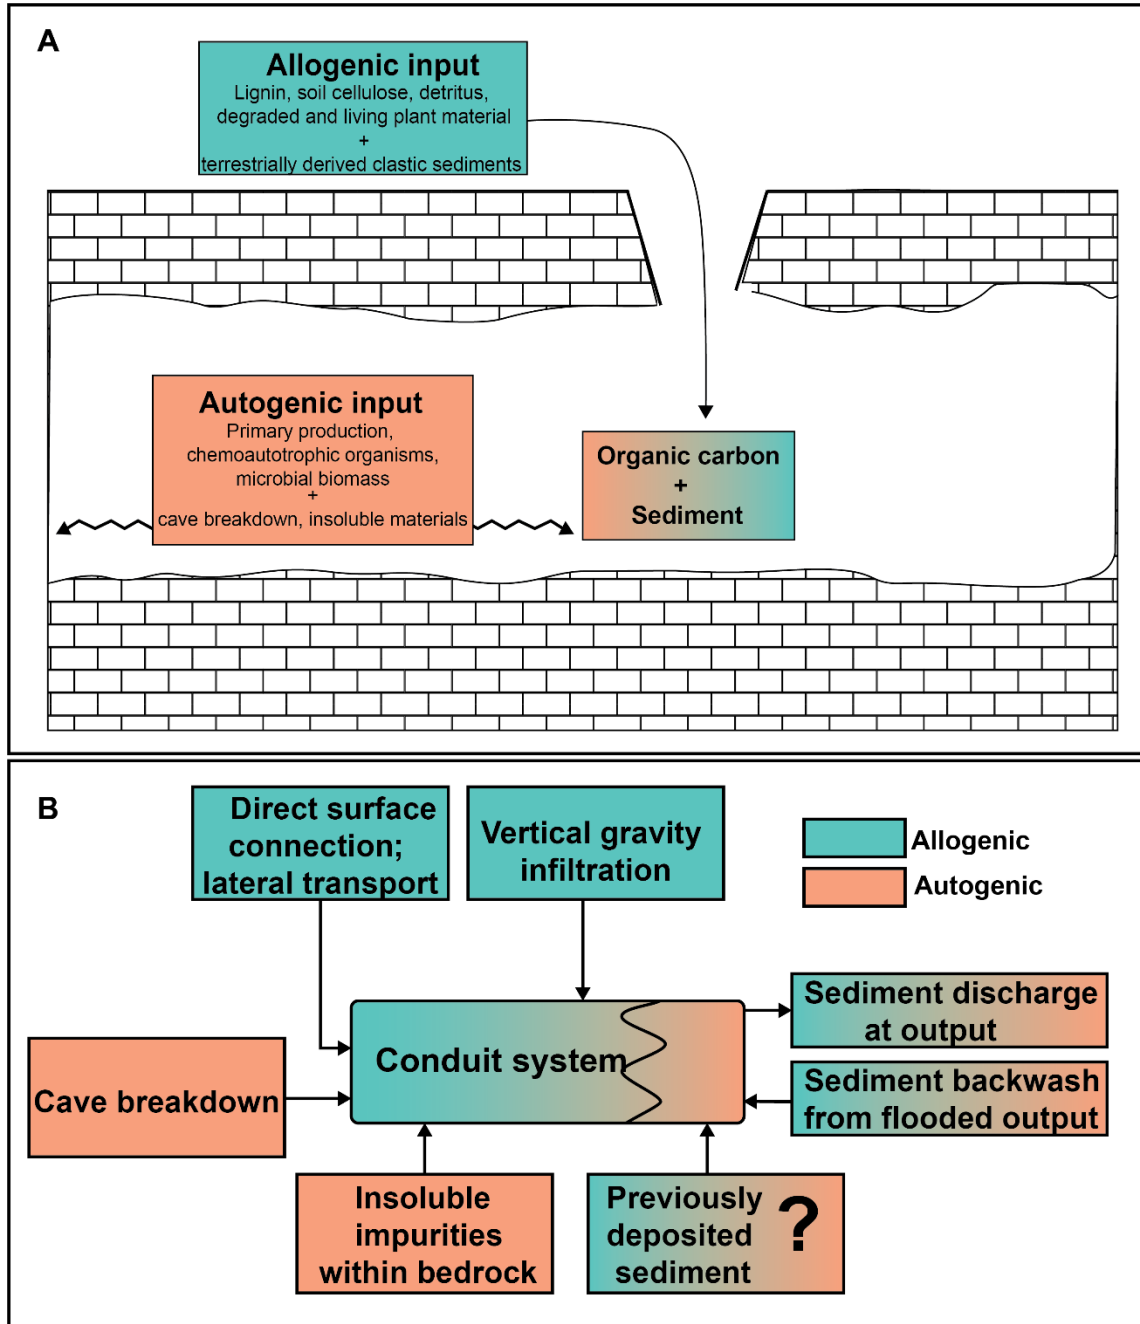 A
Allogenic input
Lignin, soil cellulose, detritus,
degraded and living plant material
+
terrestrially derived clastic sediments
Autogenic input
Primary production,
chemoautotrophic organisms,
microbial biomass
+
cave breakdown, insoluble materials
Organic carbon
+
Sediment
B
Direct surface
connection;
lateral transport
Vertical gravity
infiltration
Allogenic
Autogenic
Cave breakdown
Conduit system
Sediment discharge
at output
Sediment backwash
from flooded output
Insoluble
impurities
within bedrock
Previously
deposited
sediment
?